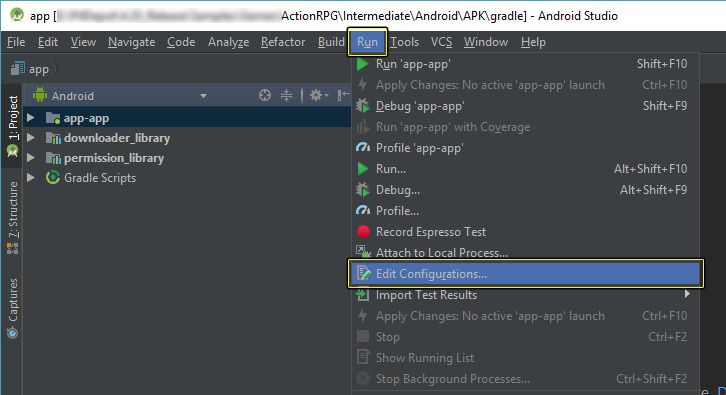 app [ ActionRPG\Intermediate\Android\APK\gradle] - Android Studio
File Edit View Navigate Code Analyze Refactor Build Run Tools VCS Window Help
app
Android
app-app
downloader_library
permission_library
Gradle Scripts
1: Project
7: Structure
Captures
Run 'app-app' Shift+F10
Apply Changes: No active 'app-app' launch Ctrl+F10
Debug 'app-app' Shift+F9
Run 'app-app' with Coverage
Profile 'app-app'
Run... Alt+Shift+F10
Debug... Alt+Shift+F9
Profile...
Record Espresso Test
Attach to Local Process...
Edit Configurations...
Import Test Results
Apply Changes: No active 'app-app' launch Ctrl+F10
Stop Ctrl+F2
Show Running List
Stop Background Processes... Ctrl+Shift+F2